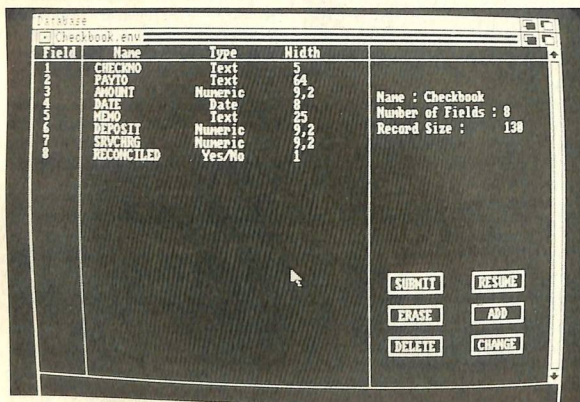 Database
Checkbook.env
Field Name Type Width
1 CHECKNO Text 5
2 PAYTO Text 64
3 AMOUNT Numeric 9,2
4 DATE Date 8
5 MEMO Text 25
6 DEPOSIT Numeric 9,2
7 SRVCHRG Numeric 9,2
8 RECONCILED Yes/No 1
Name : Checkbook
Number of Fields : 8
Record Size : 130
SUBMIT RESUME
ERASE ADD
DELETE CHANGE